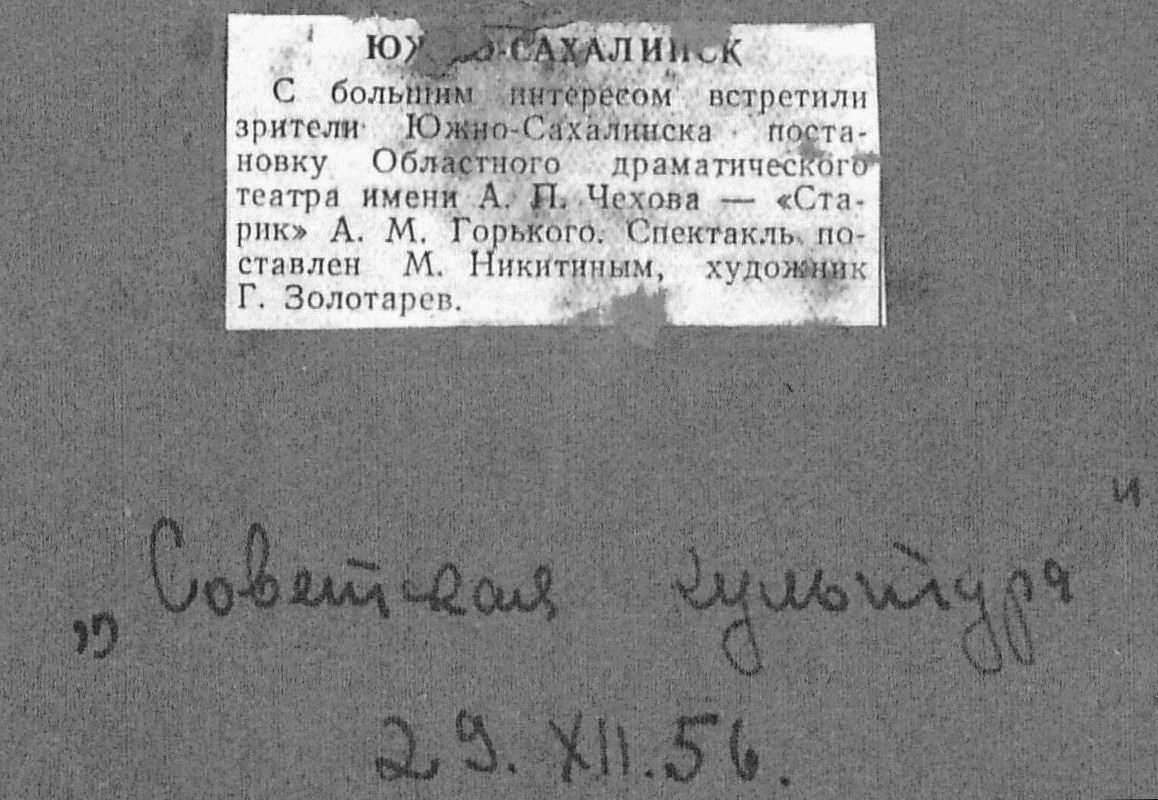 ЮЖНО-САХАЛИНСК
С большим интересом встретили
зрители Южно-Сахалинска поста-
новку Областного драматического
театра имени А. П. Чехова — «Ста-
рик» А. М. Горького. Спектакль по-
ставлен М. Никитиным, художник
Г. Золотарев.
„Советская культура"
29.XII.56.